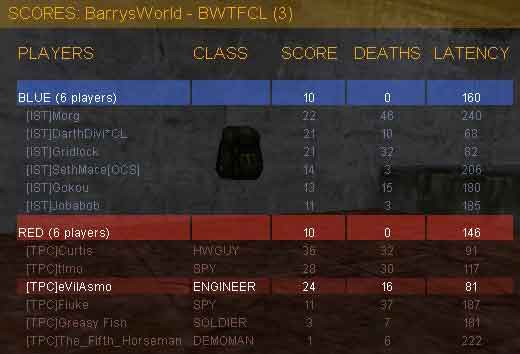 SCORES: BarrysWorld - BWTFCL (3)
PLAYERS CLASS SCORE DEATHS LATENCY
BLUE (6 players) 10 0 160
[IST]Morg 22 46 240
[IST]DarthDivi*CL 21 10 68
[IST]Gridlock 21 32 82
[IST]SethMace[OCS] 14 3 206
[IST]Gokou 13 15 180
[IST]Jobabob 11 3 185
RED (6 players) 10 0 146
[TPC]Curtis HWGUY 36 32 91
[TPC]tImo SPY 28 30 117
[TPC]eVilAsmo ENGINEER 24 16 81
[TPC]Fluke SPY 11 37 187
[TPC]Greasy Fish SOLDIER 3 7 181
[TPC]The_Fifth_Horseman DEMOMAN 1 6 222